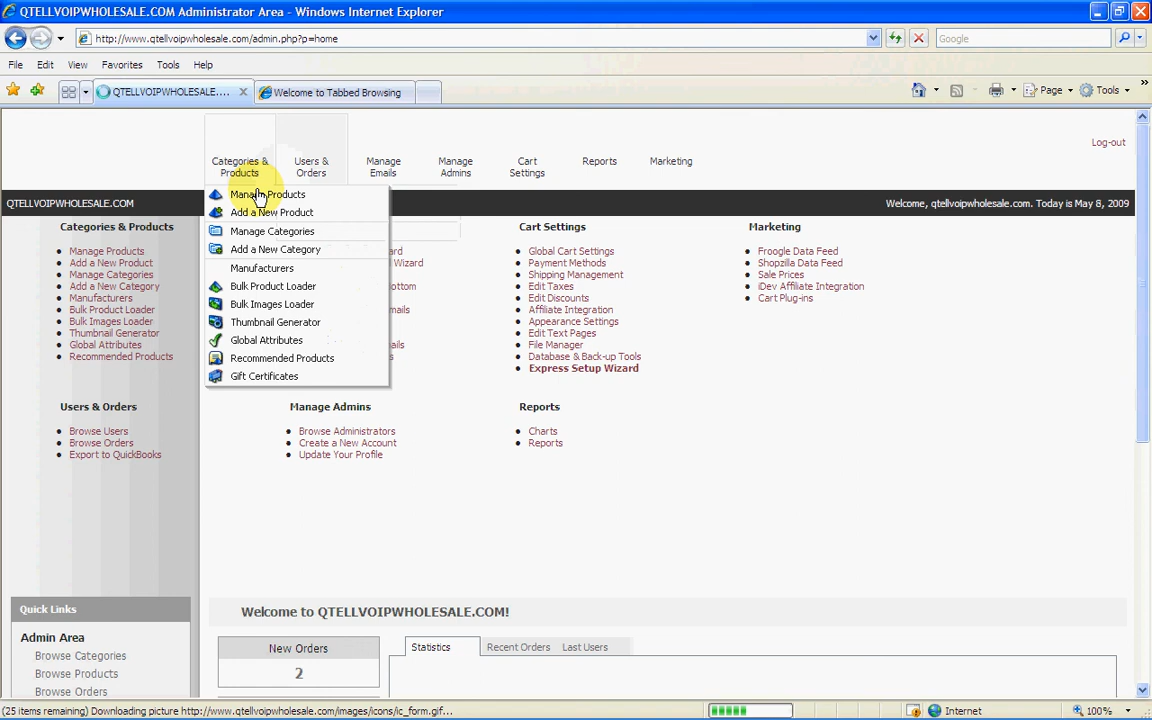 QTELLVOIPWHOLESALE.COM Administrator Area - Windows Internet Explorer
http://www.qtellvoipwholesale.com/admin.php?p=home
Google
File Edit View Favorites Tools Help
QTELLVOIPWHOLESALE.... Welcome to Tabbed Browsing
Page Tools
Log-out
Categories & Products
Users & Orders
Manage Emails
Manage Admins
Cart Settings
Reports
Marketing
QTELLVOIPWHOLESALE.COM
Welcome, qtellvoipwholesale.com. Today is May 8, 2009
Products
Add a New Product
Manage Categories
Add a New Category
Manufacturers
Bulk Product Loader
Bulk Images Loader
Thumbnail Generator
Global Attributes
Recommended Products
Gift Certificates
Categories & Products
Manage Products
Add a New Product
Manage Categories
Add a New Category
Manufacturers
Bulk Product Loader
Bulk Images Loader
Thumbnail Generator
Global Attributes
Recommended Products
Wizard
Cart Settings
Global Cart Settings
Payment Methods
Shipping Management
Edit Taxes
Edit Discounts
Affiliate Integration
Appearance Settings
Edit Text Pages
File Manager
Database & Back-up Tools
Express Setup Wizard
Marketing
Froogle Data Feed
Shopzilla Data Feed
Sale Prices
iDev Affiliate Integration
Cart Plug-ins
Users & Orders
Browse Users
Browse Orders
Export to QuickBooks
Manage Admins
Browse Administrators
Create a New Account
Update Your Profile
Reports
Charts
Reports
Quick Links
Admin Area
Browse Categories
Browse Products
Browse Orders
Welcome to QTELLVOIPWHOLESALE.COM!
New Orders
2
Statistics Recent Orders Last Users
(25 items remaining) Downloading picture http://www.qtellvoipwholesale.com/images/icons/ic_form.gif...
Internet
100%